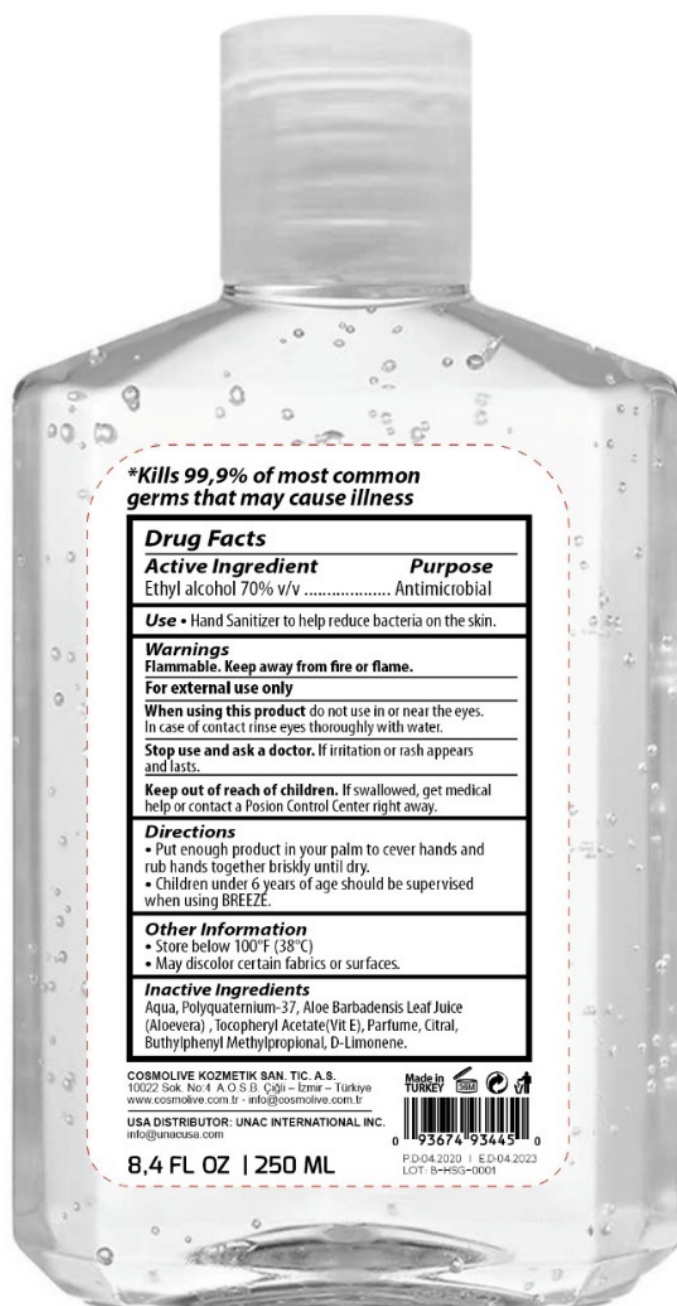 *Kills 99,9% of most common
germs that may cause illness
Drug Facts
Active Ingredient Purpose
Ethyl alcohol 70% v/v .................... Antimicrobial
Use • Hand Sanitizer to help reduce bacteria on the skin.
Warnings
Flammable. Keep away from fire or flame.
For external use only
When using this product do not use in or near the eyes.
In case of contact rinse eyes thoroughly with water.
Stop use and ask a doctor. If irritation or rash appears
and lasts.
Keep out of reach of children. If swallowed, get medical
help or contact a Posion Control Center right away.
Directions
• Put enough product in your palm to cever hands and
rub hands together briskly until dry.
• Children under 6 years of age should be supervised
when using BREEZE.
Other Information
• Store below 100°F (38°C)
• May discolor certain fabrics or surfaces.
Inactive Ingredients
Aqua, Polyquaternium-37, Aloe Barbadensis Leaf Juice
(Aloevera) , Tocopheryl Acetate(Vit E), Parfume, Citral,
Buthylphenyl Methylpropional, D-Limonene.
COSMOLIVE KOZMETIK SAN. TIC. A.S.
10022 Sok. No:4 A.O.S.B. Çiğli – İzmir – Türkiye
www.cosmolive.com.tr - info@cosmolive.com.tr
USA DISTRIBUTOR: UNAC INTERNATIONAL INC.
info@unacusa.com
8,4 FL OZ | 250 ML
Made in
TURKEY
36M
0 93674 93445 0
P.D:04.2020 | E.D:04.2023
LOT: B-HSG-0001